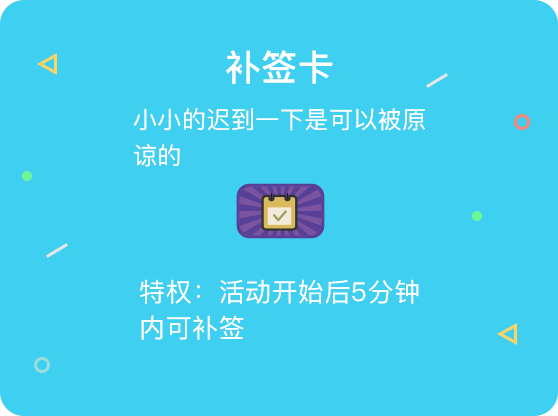 补签卡
小小的迟到一下是可以被原
谅的
特权：活动开始后5分钟
内可补签